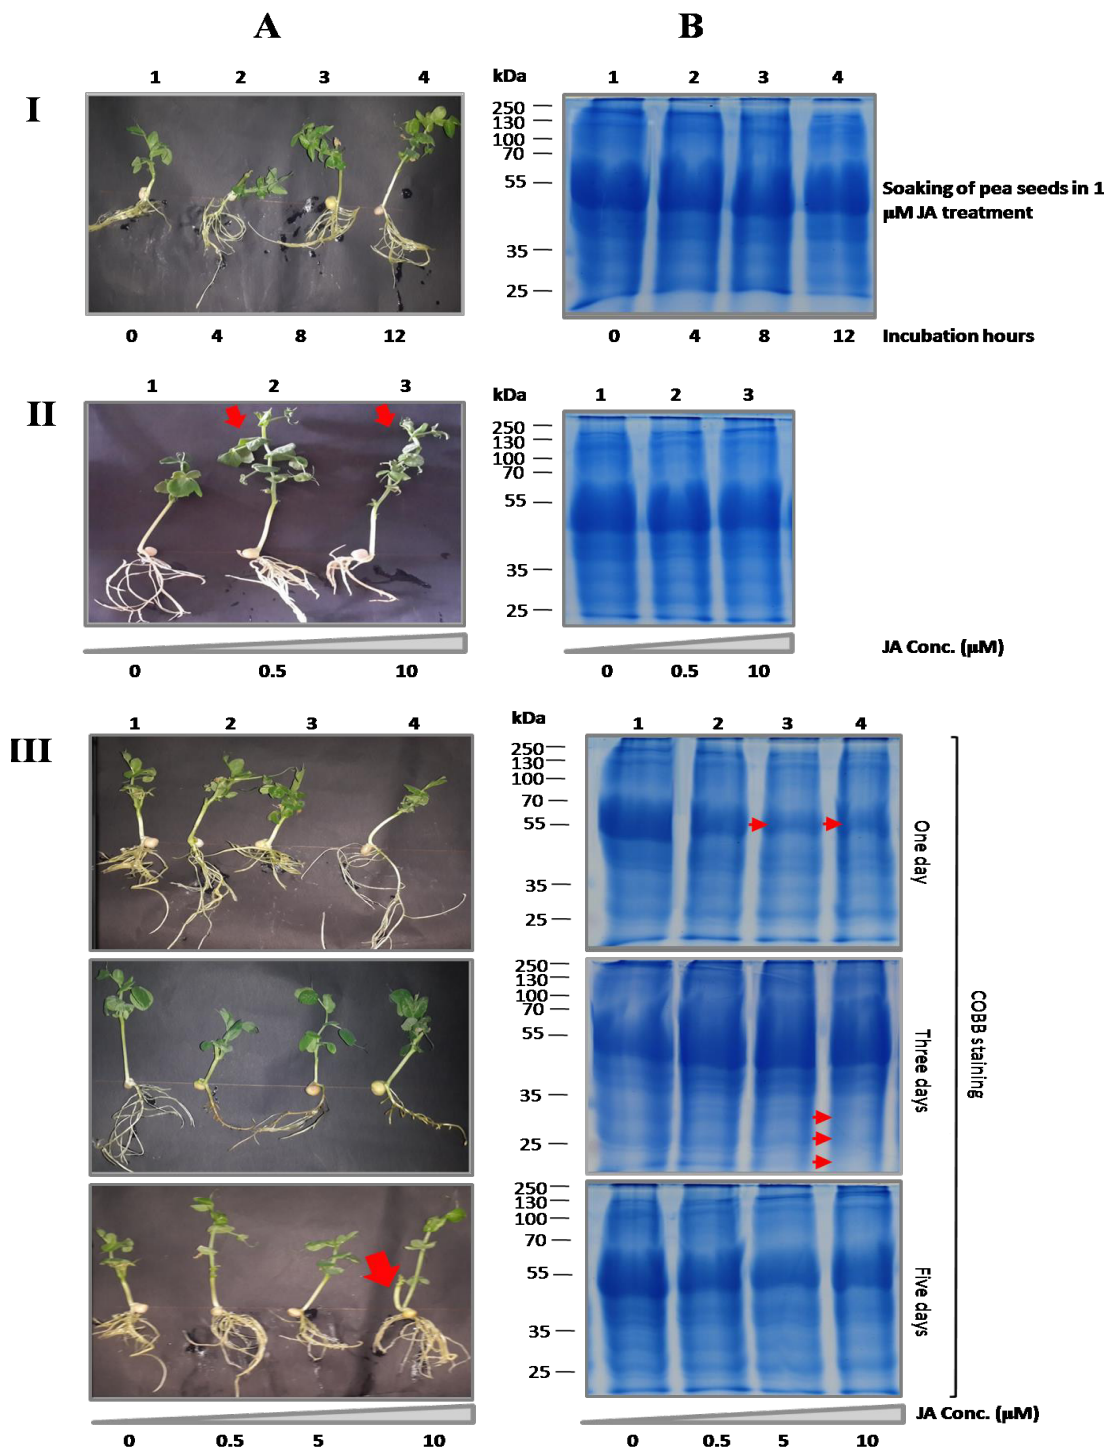 A B
I
1 2 3 4
kDa 1 2 3 4
250
130
100
70
55
35
25
Soaking of pea seeds in 1
μM JA treatment
0 4 8 12
0 4 8 12 Incubation hours
II
1 2 3
kDa 1 2 3
250
130
100
70
55
35
25
JA Conc. (μM)
0 0.5 10
0 0.5 10
III
1 2 3 4
kDa 1 2 3 4
250
130
100
70
55
35
25
One day
250
130
100
70
55
35
25
Three days
COBB staining
250
130
100
70
55
35
25
Five days
JA Conc. (μM)
0 0.5 5 10
0 0.5 5 10